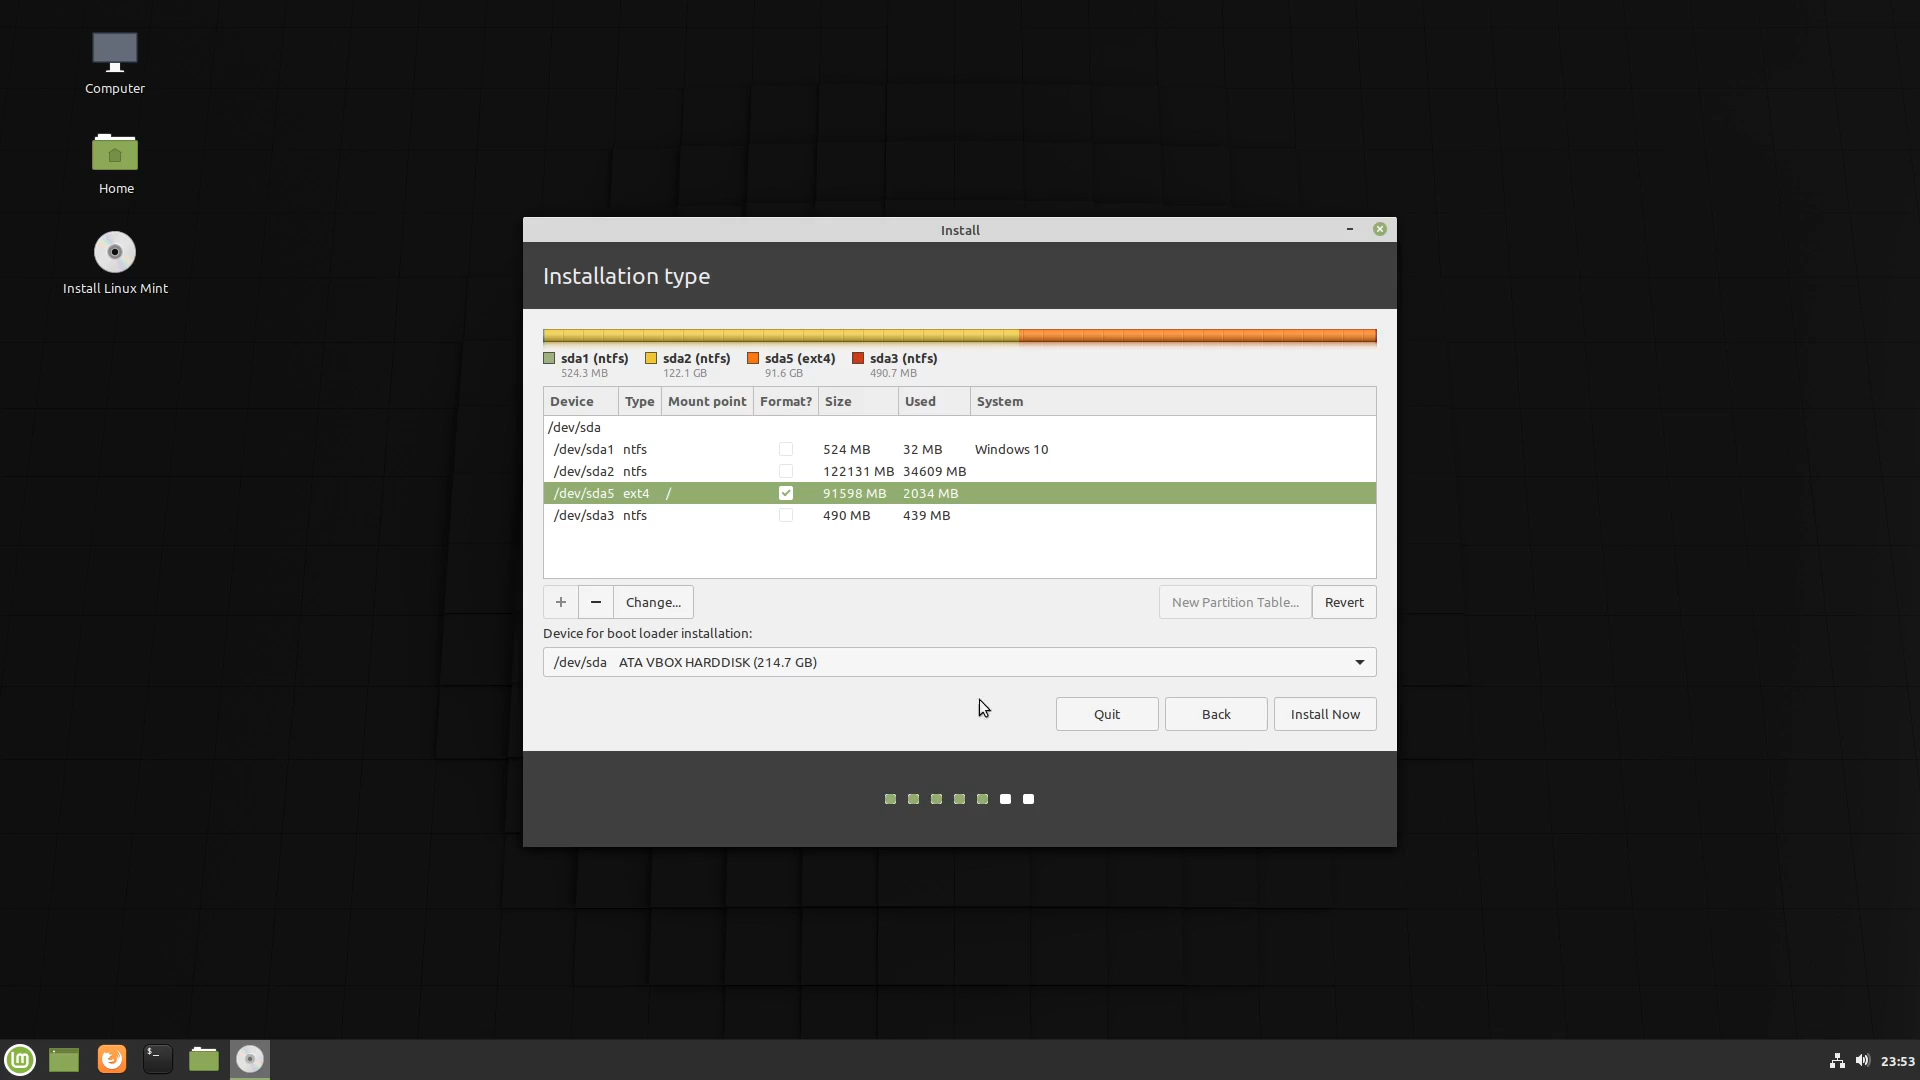 Computer
Home
Install Linux Mint
Install
Installation type
sda1 (ntfs) sda2 (ntfs) sda5 (ext4) sda3 (ntfs)
524.3 MB 122.1 GB 91.6 GB 490.7 MB
Device Type Mount point Format? Size Used System
/dev/sda
/dev/sda1 ntfs 524 MB 32 MB Windows 10
/dev/sda2 ntfs 122131 MB 34609 MB
/dev/sda5 ext4 / 91598 MB 2034 MB
/dev/sda3 ntfs 490 MB 439 MB
+ − Change... New Partition Table... Revert
Device for boot loader installation:
/dev/sda ATA VBOX HARDDISK (214.7 GB)
Quit Back Install Now
23:53